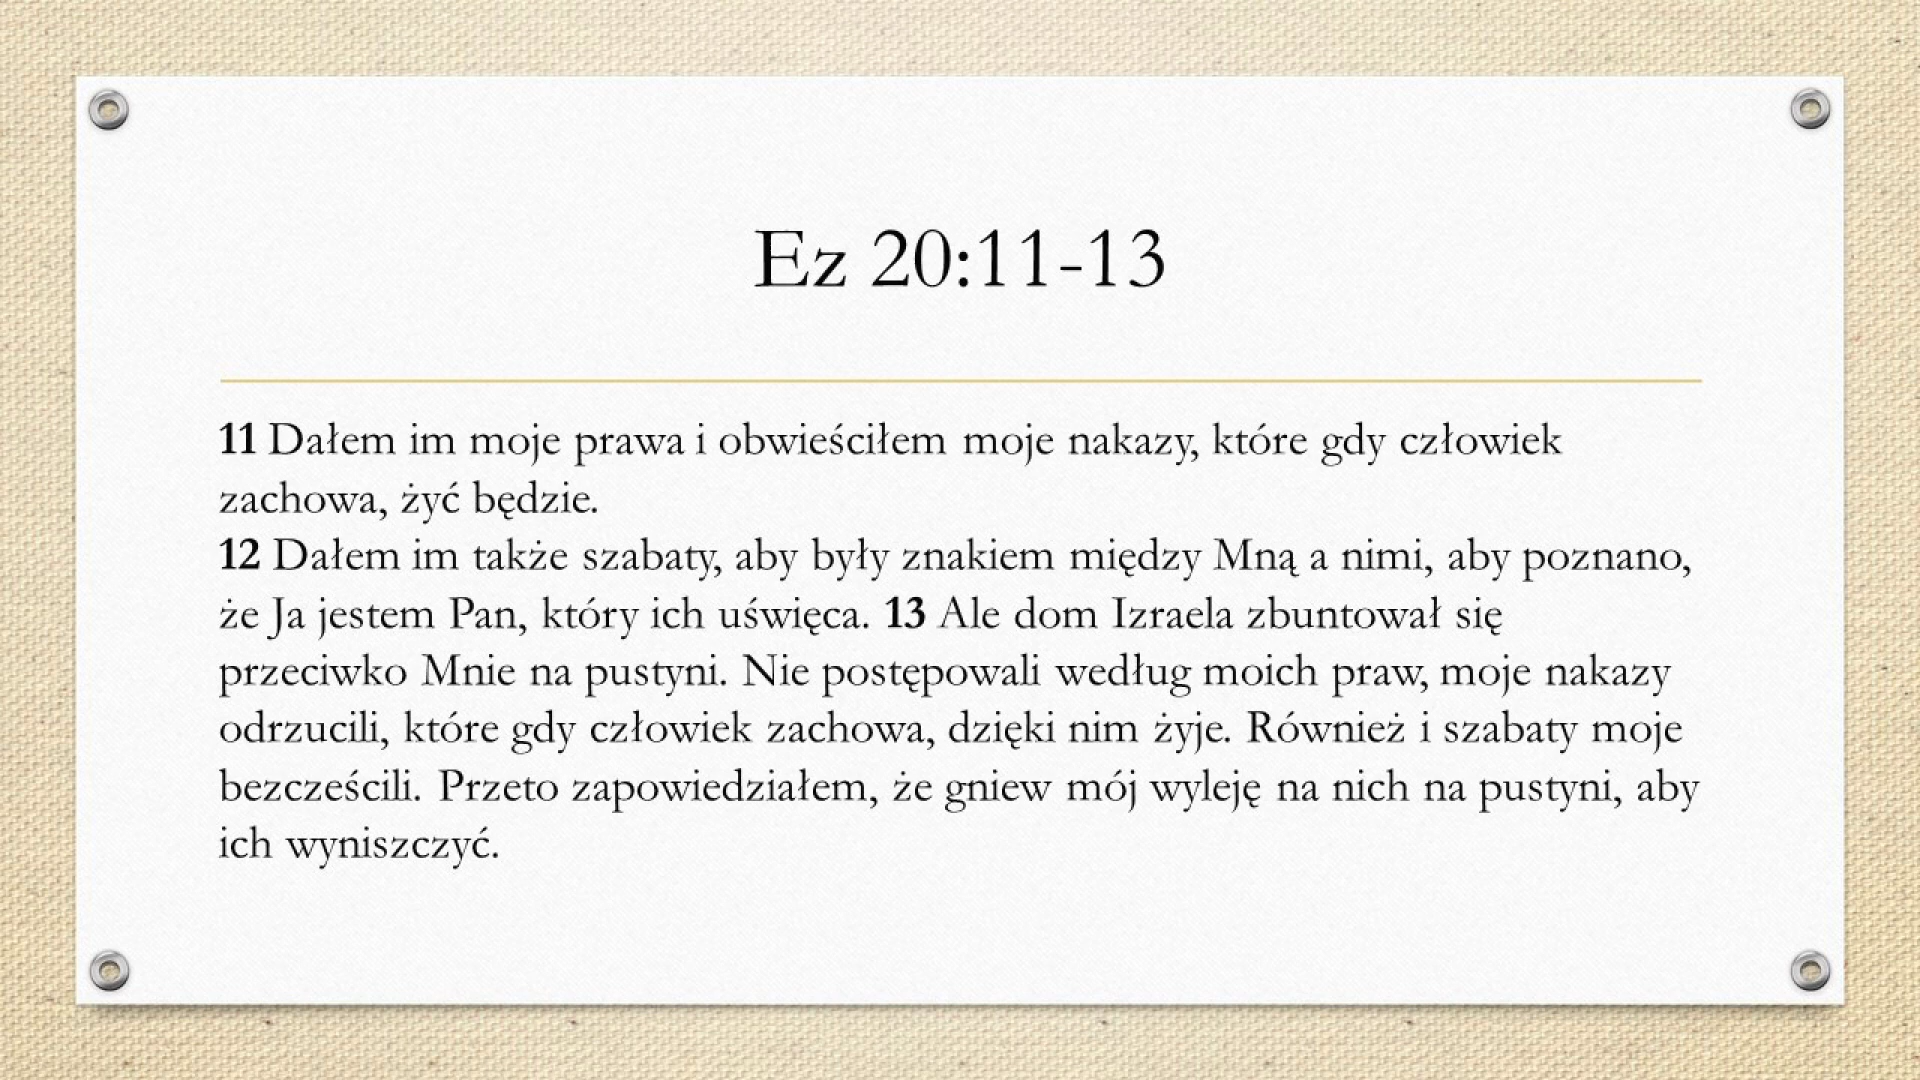 Ez 20:11-13
11 Dałem im moje prawa i obwieściłem moje nakazy, które gdy człowiek
zachowa, żyć będzie.
12 Dałem im także szabaty, aby były znakiem między Mną a nimi, aby poznano,
że Ja jestem Pan, który ich uświęca. 13 Ale dom Izraela zbuntował się
przeciwko Mnie na pustyni. Nie postępowali według moich praw, moje nakazy
odrzucili, które gdy człowiek zachowa, dzięki nim żyje. Również i szabaty moje
bezcześcili. Przeto zapowiedziałem, że gniew mój wyleję na nich na pustyni, aby
ich wyniszczyć.